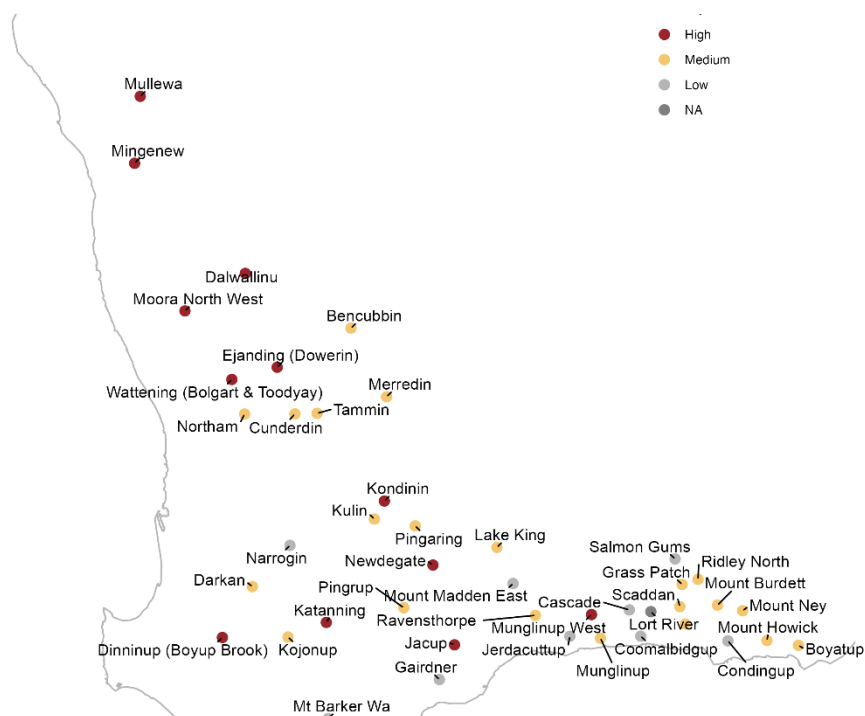 High
Medium
Low
NA
Mullewa
Mingenew
Dalwallinu
Moora North West
Bencubbin
Ejanding (Dowerin)
Wattening (Bolgart & Toodyay)
Merredin
Tammin
Northam
Cunderdin
Kondinin
Kulin
Pingaring
Lake King
Narrogin
Newdegate
Salmon Gums
Ridley North
Grass Patch
Darkan
Pingrup
Mount Madden East
Cascade
Scaddan
Mount Burdett
Mount Ney
Katanning
Ravensthorpe
Munglinup West
Lort River
Mount Howick
Dinninup (Boyup Brook)
Kojonup
Jacup
Jerdacuttup
Coomalbidgup
Boyatup
Gairdner
Munglinup
Condingup
Mt Barker Wa